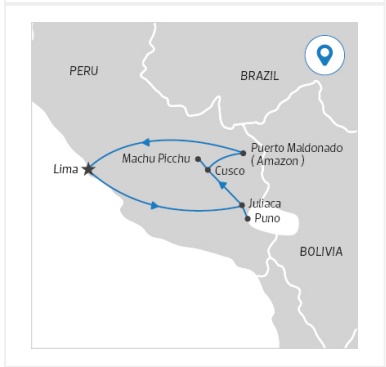 PERU
BRAZIL
Puerto Maldonado
( Amazon )
Machu Picchu
Lima
Cusco
Juliaca
Puno
BOLIVIA